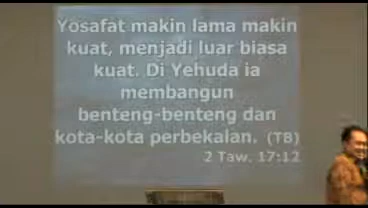 Yosafat makin lama makin
kuat, menjadi luar biasa
kuat. Di Yehuda ia
membangun
benteng-benteng dan
kota-kota perbekalan. (TB)
2 Taw. 17:12